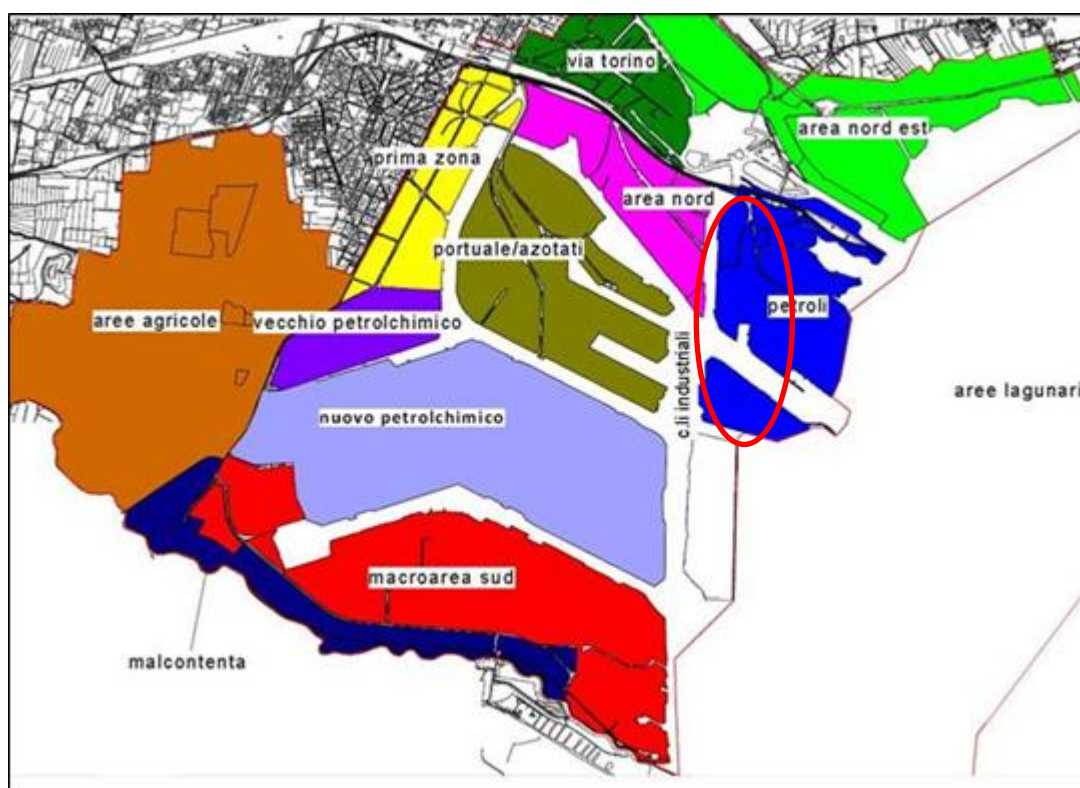 via torino
area nord est
prima zona
area nord
portuale/azotati
petroli
aree agricole
vecchio petrolchimico
c.li industriali
aree lagunari
nuovo petrolchimico
macroarea sud
malcontenta